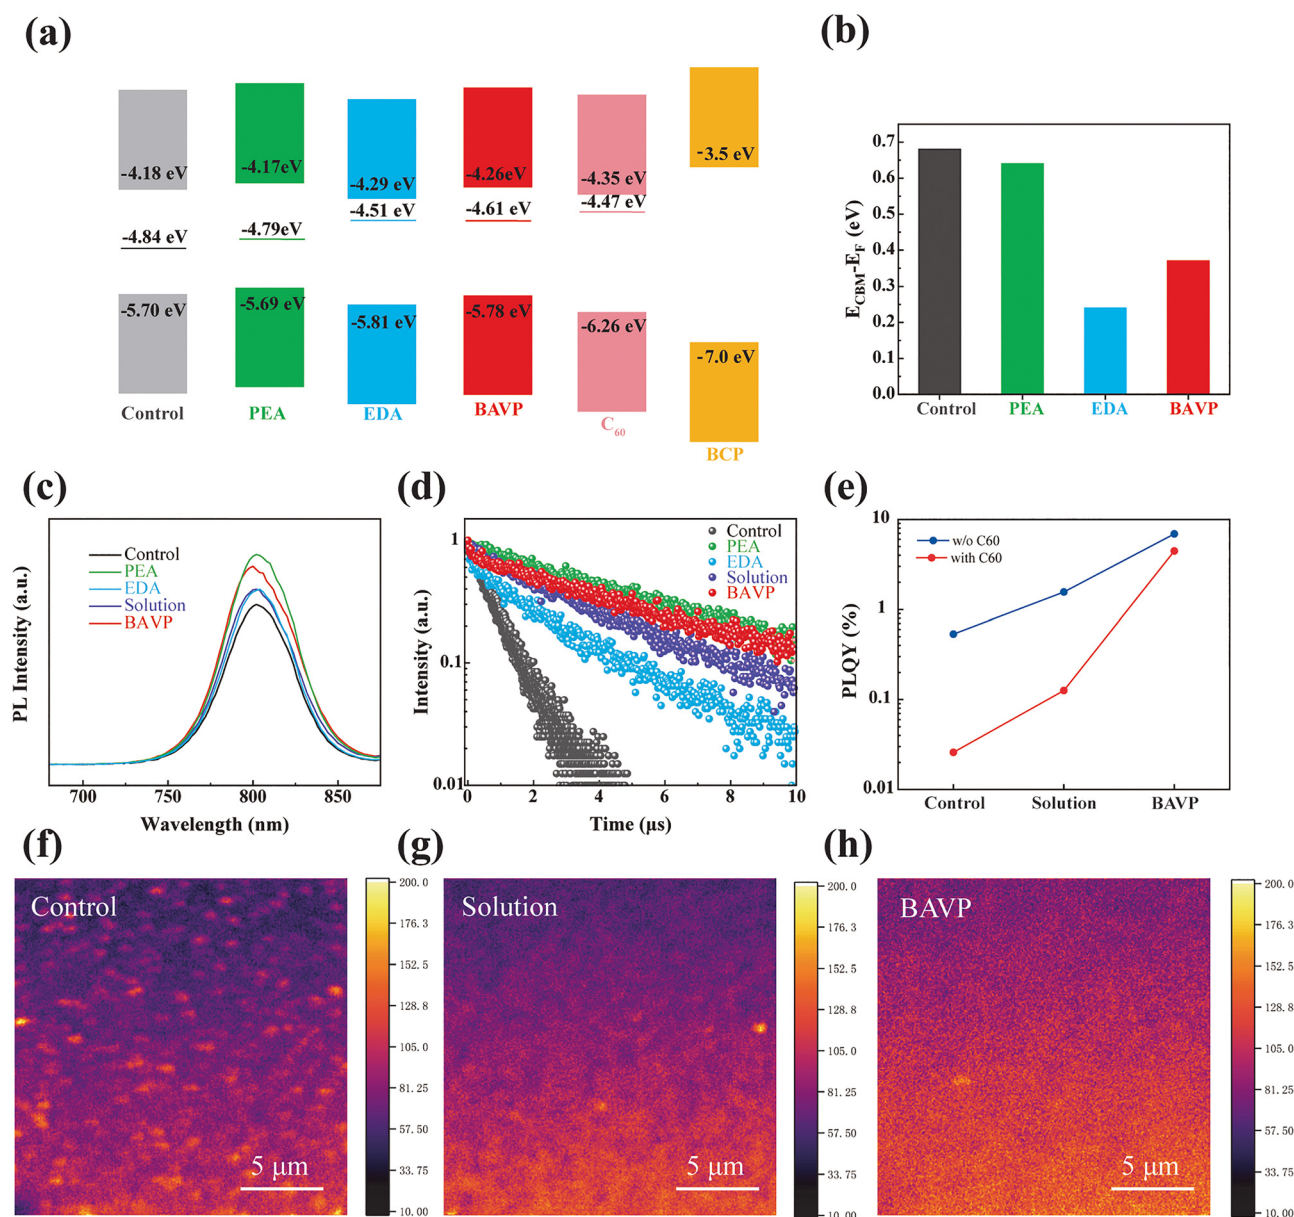 (a)
-4.18 eV
-4.17eV
-4.29 eV
-4.26eV
-4.35 eV
-3.5 eV
-4.84 eV
-4.79eV
-4.51 eV
-4.61 eV
-4.47 eV
-5.70 eV
-5.69 eV
-5.81 eV
-5.78 eV
-6.26 eV
-7.0 eV
Control
PEA
EDA
BAVP
C60
BCP
(b)
ECBM-EF (eV)
0.7
0.6
0.5
0.4
0.3
0.2
0.1
0.0
Control
PEA
EDA
BAVP
(c)
PL Intensity (a.u.)
Control
PEA
EDA
Solution
BAVP
700
750
800
850
Wavelength (nm)
(d)
Intensity (a.u.)
1
0.1
0.01
Control
PEA
EDA
Solution
BAVP
0
2
4
6
8
10
Time (μs)
(e)
PLQY (%)
10
1
0.1
0.01
w/o C60
with C60
Control
Solution
BAVP
(f)
Control
5 μm
200.0
176.3
152.5
128.8
105.0
81.25
57.50
33.75
10.00
(g)
Solution
5 μm
200.0
176.3
152.5
128.8
105.0
81.25
57.50
33.75
10.00
(h)
BAVP
5 μm
200.0
176.3
152.5
128.8
105.0
81.25
57.50
33.75
10.00